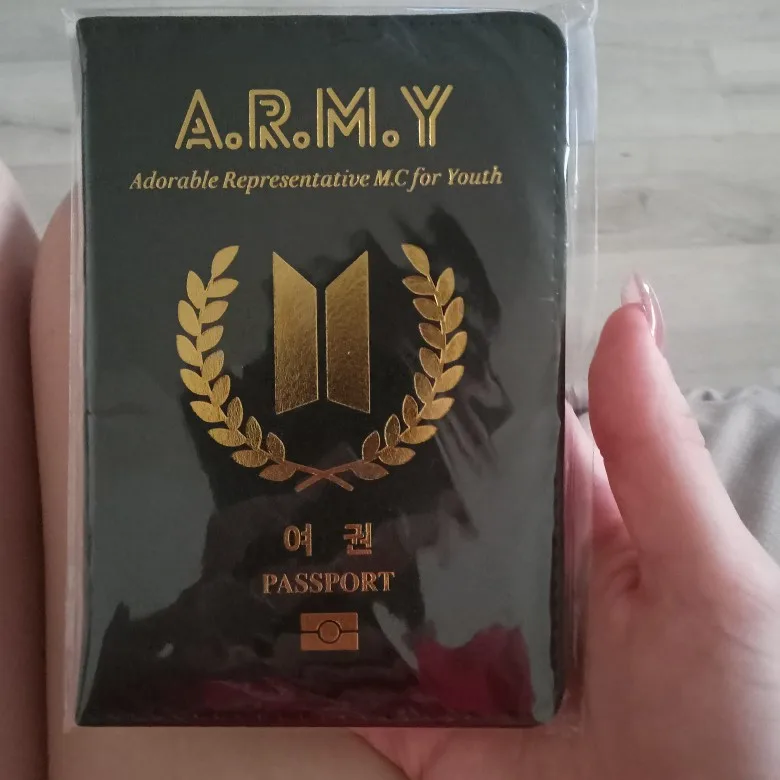 A.R.M.Y
Adorable Representative M.C for Youth
여 권
PASSPORT